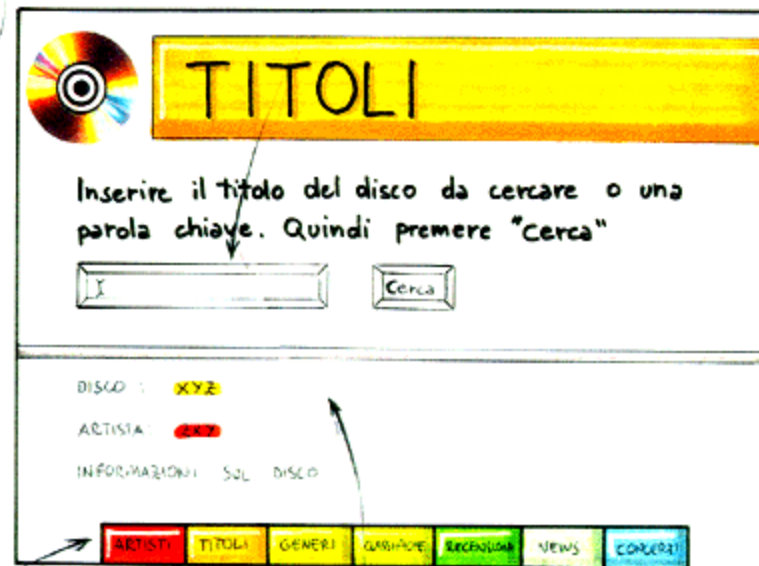 TITOLI
Inserire il titolo del disco da cercare o una
parola chiave. Quindi premere "Cerca"
Cerca
DISCO : XYZ
ARTISTA:
INFORMAZIONI SUL DISCO
ARTISTI TITOLI GENERI CLASSIFICHE RECENSIONI NEWS CONCERTI